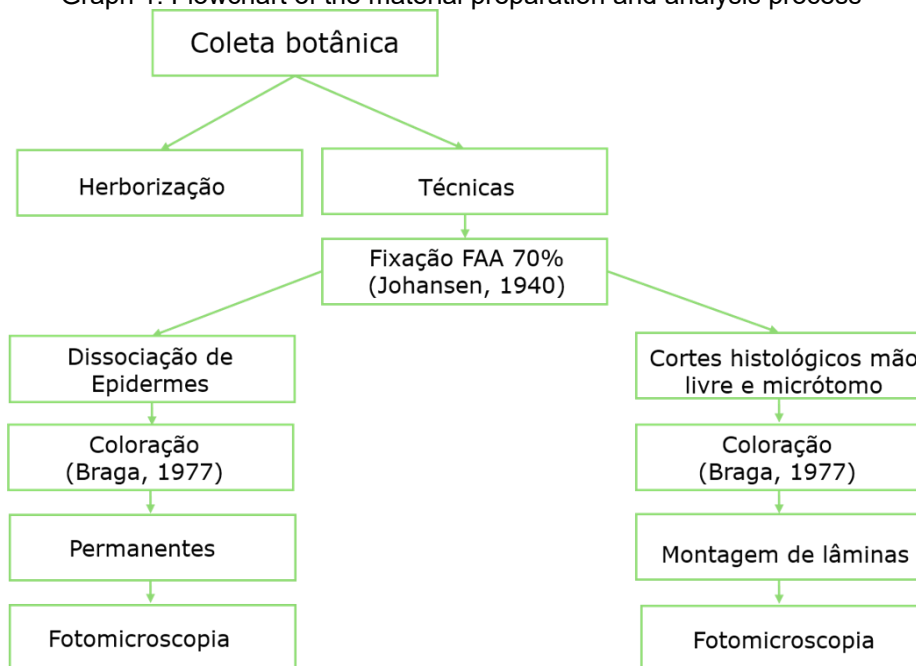 Graph 1. Flowchart of the material preparation and analysis process
Coleta botânica
Herborização
Técnicas
Fixação FAA 70%
(Johansen, 1940)
Dissociação de
Epidermes
Coloração
(Braga, 1977)
Permanentes
Fotomicroscopia
Cortes histológicos mão
livre e micrótomo
Coloração
(Braga, 1977)
Montagem de lâminas
Fotomicroscopia